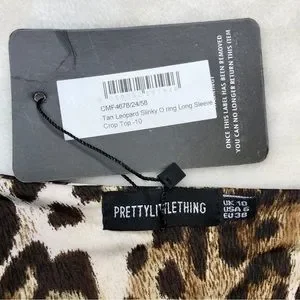 CMF4678/24/58
Tan Leopard Slinky O ring Long Sleeve
Crop Top -10
ONCE THIS LABEL HAS BEEN REMOVED
YOU CAN NO LONGER RETURN THIS ITEM
PRETTYLITTLETHING
UK 10
USA 6
EU 38